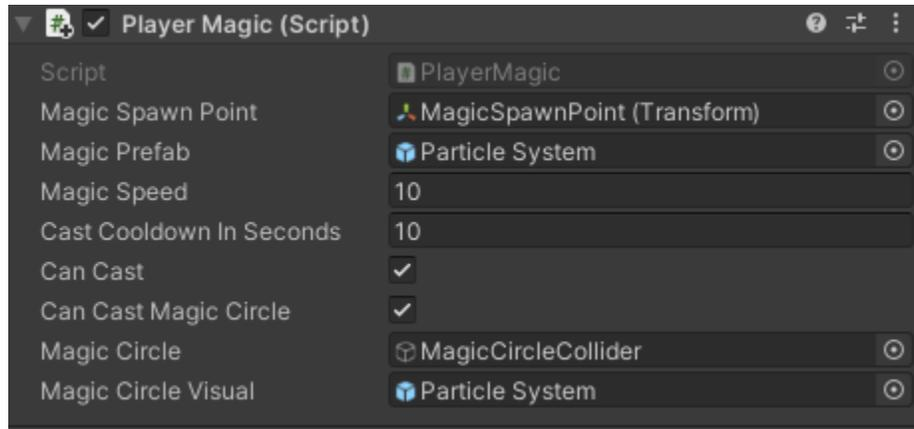 Player Magic (Script)
Script PlayerMagic
Magic Spawn Point MagicSpawnPoint (Transform)
Magic Prefab Particle System
Magic Speed 10
Cast Cooldown In Seconds 10
Can Cast
Can Cast Magic Circle
Magic Circle MagicCircleCollider
Magic Circle Visual Particle System